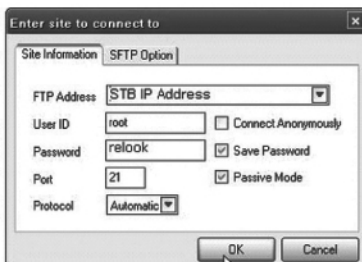 Enter site to connect to
Site Information SFTP Option
FTP Address STB IP Address
User ID root Connect Anonymously
Password relook Save Password
Port 21 Passive Mode
Protocol Automatic
OK Cancel